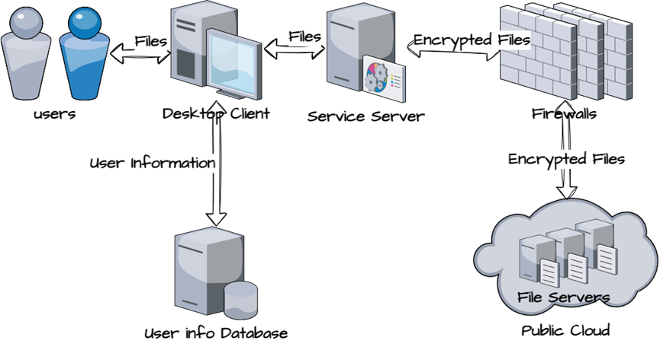 Files
Files
Encrypted Files
users
Desktop Client
Service Server
Firewalls
User Information
Encrypted Files
File Servers
User info Database
Public Cloud